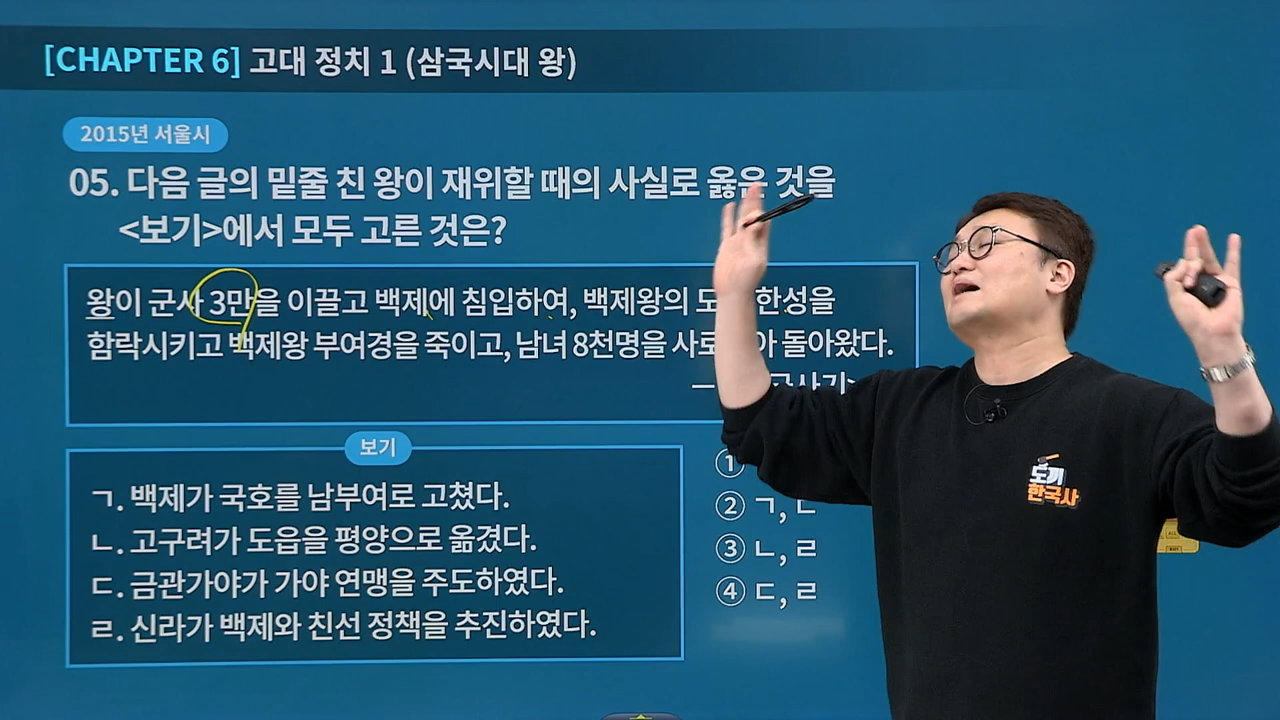 [CHAPTER 6] 고대 정치 1 (삼국시대 왕)
2015년 서울시
05. 다음 글의 밑줄 친 왕이 재위할 때의 사실로 옳은 것을
<보기>에서 모두 고른 것은?
왕이 군사 3만을 이끌고 백제에 침입하여, 백제왕의 한성을
함락시키고 백제왕 부여경을 죽이고, 남녀 8천명을 돌아왔다.
보기
ㄱ. 백제가 국호를 남부여로 고쳤다.
ㄴ. 고구려가 도읍을 평양으로 옮겼다.
ㄷ. 금관가야가 가야 연맹을 주도하였다.
ㄹ. 신라가 백제와 친선 정책을 추진하였다.
①
② ㄱ, ㄴ
③ ㄴ, ㄹ
④ ㄷ, ㄹ
도끼
한국사